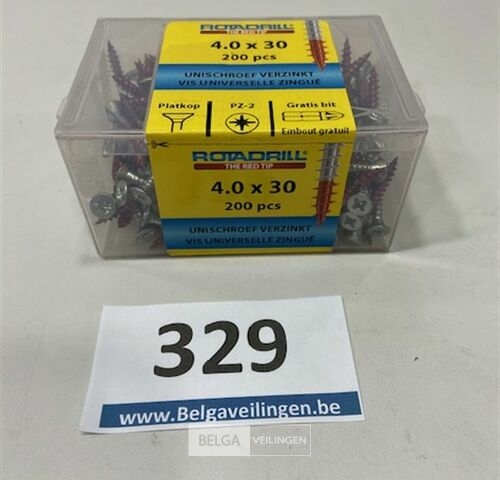 ROTADRILL
THE RED TIP
4.0 x 30
200 pcs
UNISCHROEF VERZINKT
VIS UNIVERSELLE ZINGUÉ
Platkop
PZ-2
Gratis bit
Embout gratuit
ROTADRILL
THE RED TIP
4.0 x 30
200 pcs
UNISCHROEF VERZINKT
VIS UNIVERSELLE ZINGUÉ
329
www.Belgaveilingen.be
BELGA VEILINGEN